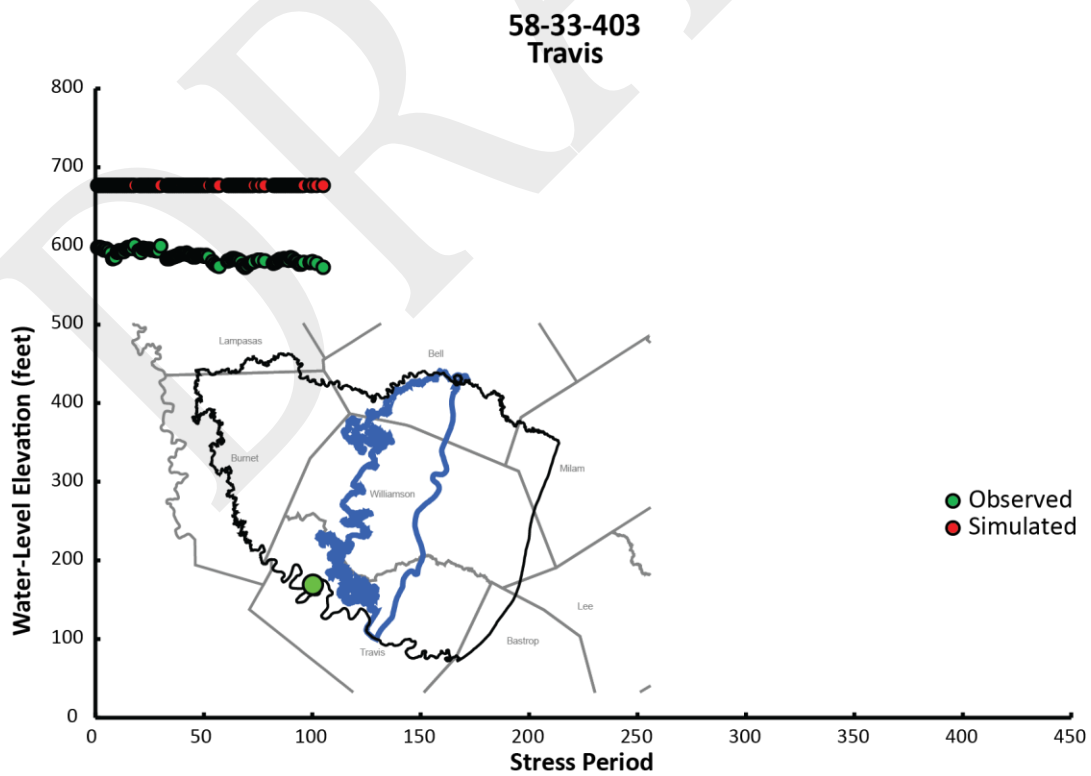 58-33-403
Travis
800
700
600
500
400
300
200
100
0
Water-Level Elevation (feet)
Lampasas
Bell
Burnet
Milam
Williamson
Lee
Bastrop
Travis
Observed
Simulated
0 50 100 150 200 250 300 350 400 450
Stress Period
DRA